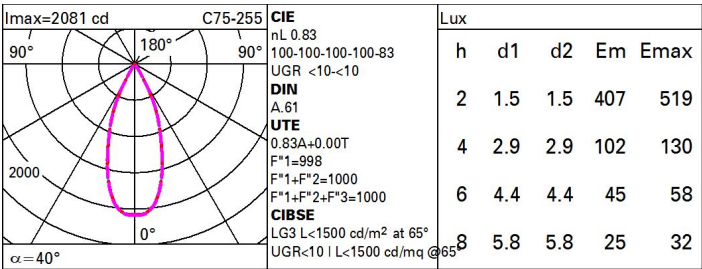 Imax=2081 cd C75-255
90° 180° 90°
2000
0°
α=40°
CIE
nL 0.83
100-100-100-100-83
UGR <10-<10
DIN
A.61
UTE
0.83A+0.00T
F"1=998
F"1+F"2=1000
F"1+F"2+F"3=1000
CIBSE
LG3 L<1500 cd/m² at 65°
UGR<10 | L<1500 cd/mq @65°
Lux
h d1 d2 Em Emax
2 1.5 1.5 407 519
4 2.9 2.9 102 130
6 4.4 4.4 45 58
8 5.8 5.8 25 32